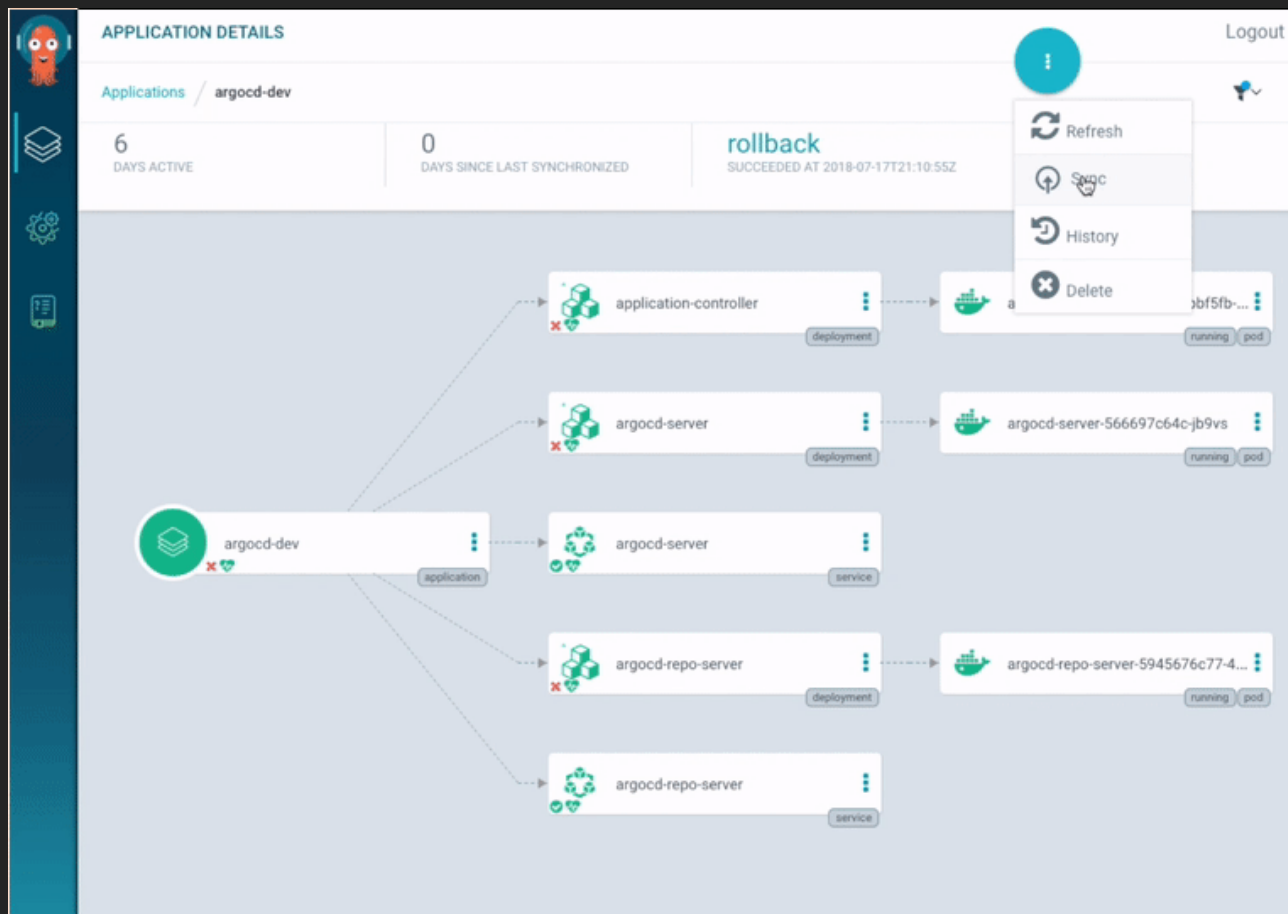 APPLICATION DETAILS
Logout
Applications / argocd-dev
6
DAYS ACTIVE
0
DAYS SINCE LAST SYNCHRONIZED
rollback
SUCCEEDED AT 2018-07-17T21:10:55Z
Refresh
Sync
History
Delete
application-controller
deployment
running pod
argocd-server
deployment
argocd-server-566697c64c-jb9vs
running pod
argocd-dev
application
argocd-server
service
argocd-repo-server
deployment
argocd-repo-server-5945676c77-4...
running pod
argocd-repo-server
service